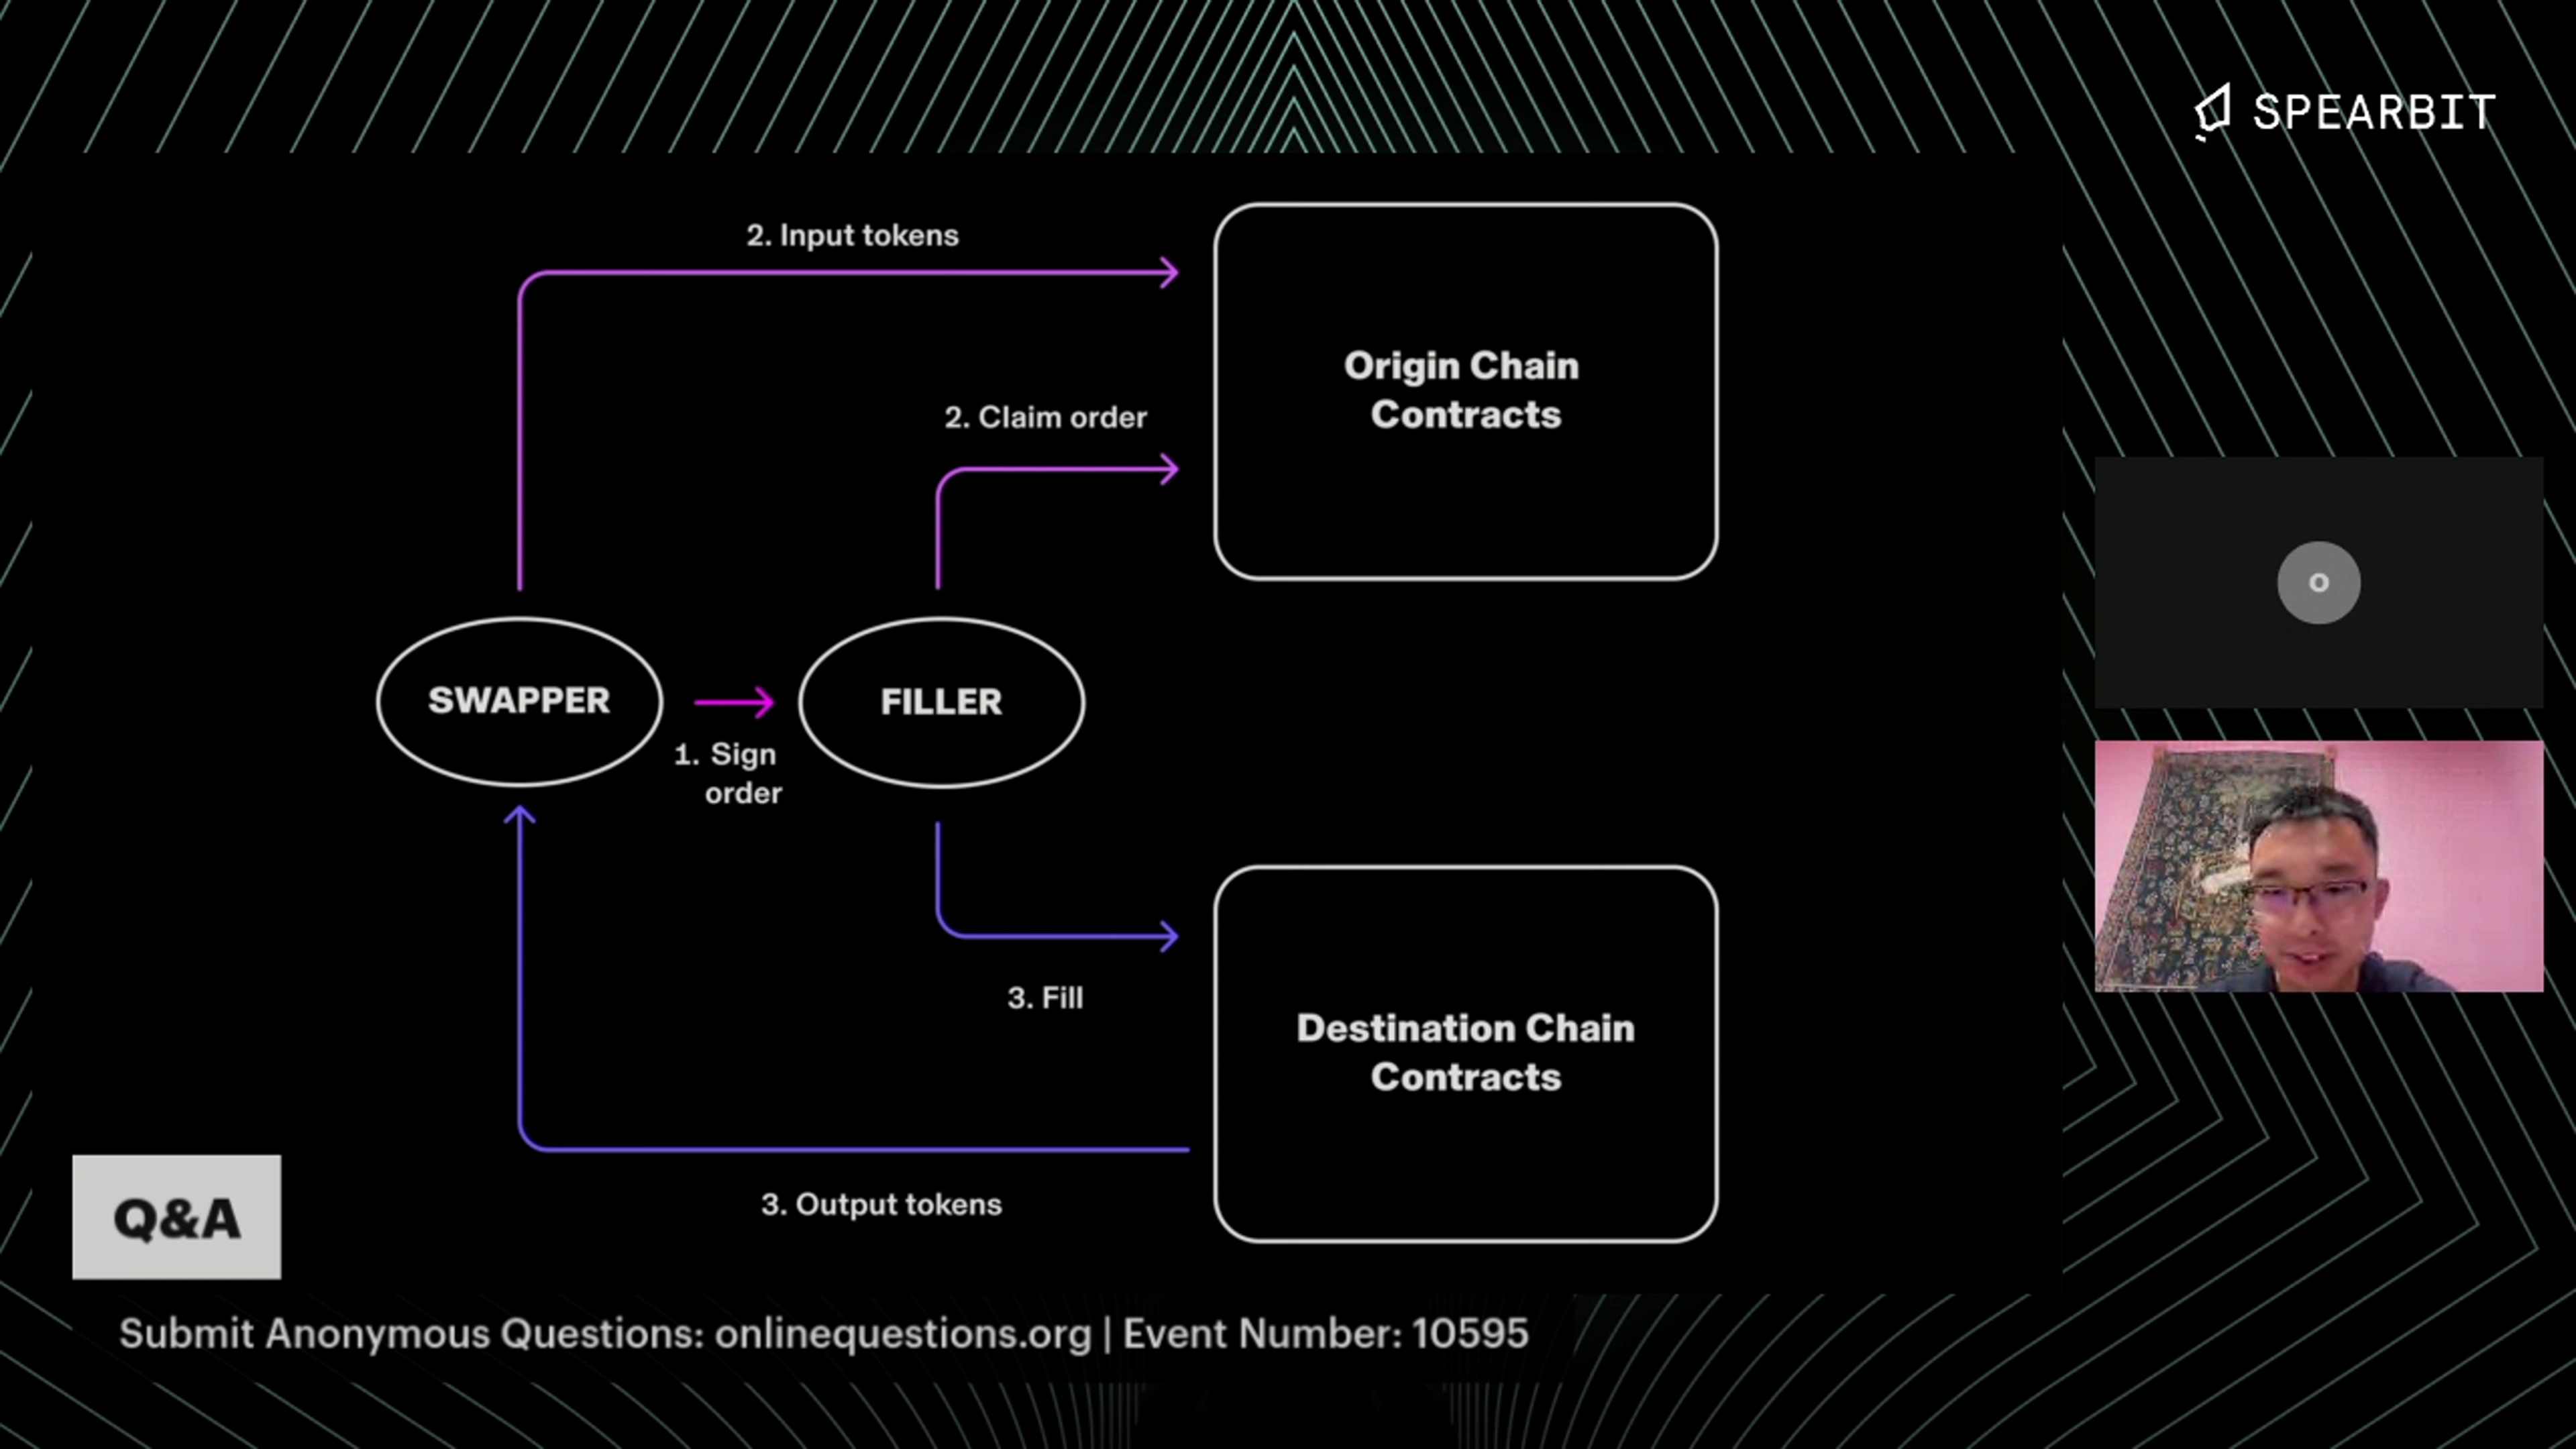 SPEARBIT
2. Input tokens
Origin Chain
Contracts
2. Claim order
SWAPPER
FILLER
1. Sign
order
3. Fill
Destination Chain
Contracts
3. Output tokens
Q&A
Submit Anonymous Questions: onlinequestions.org | Event Number: 10595
O